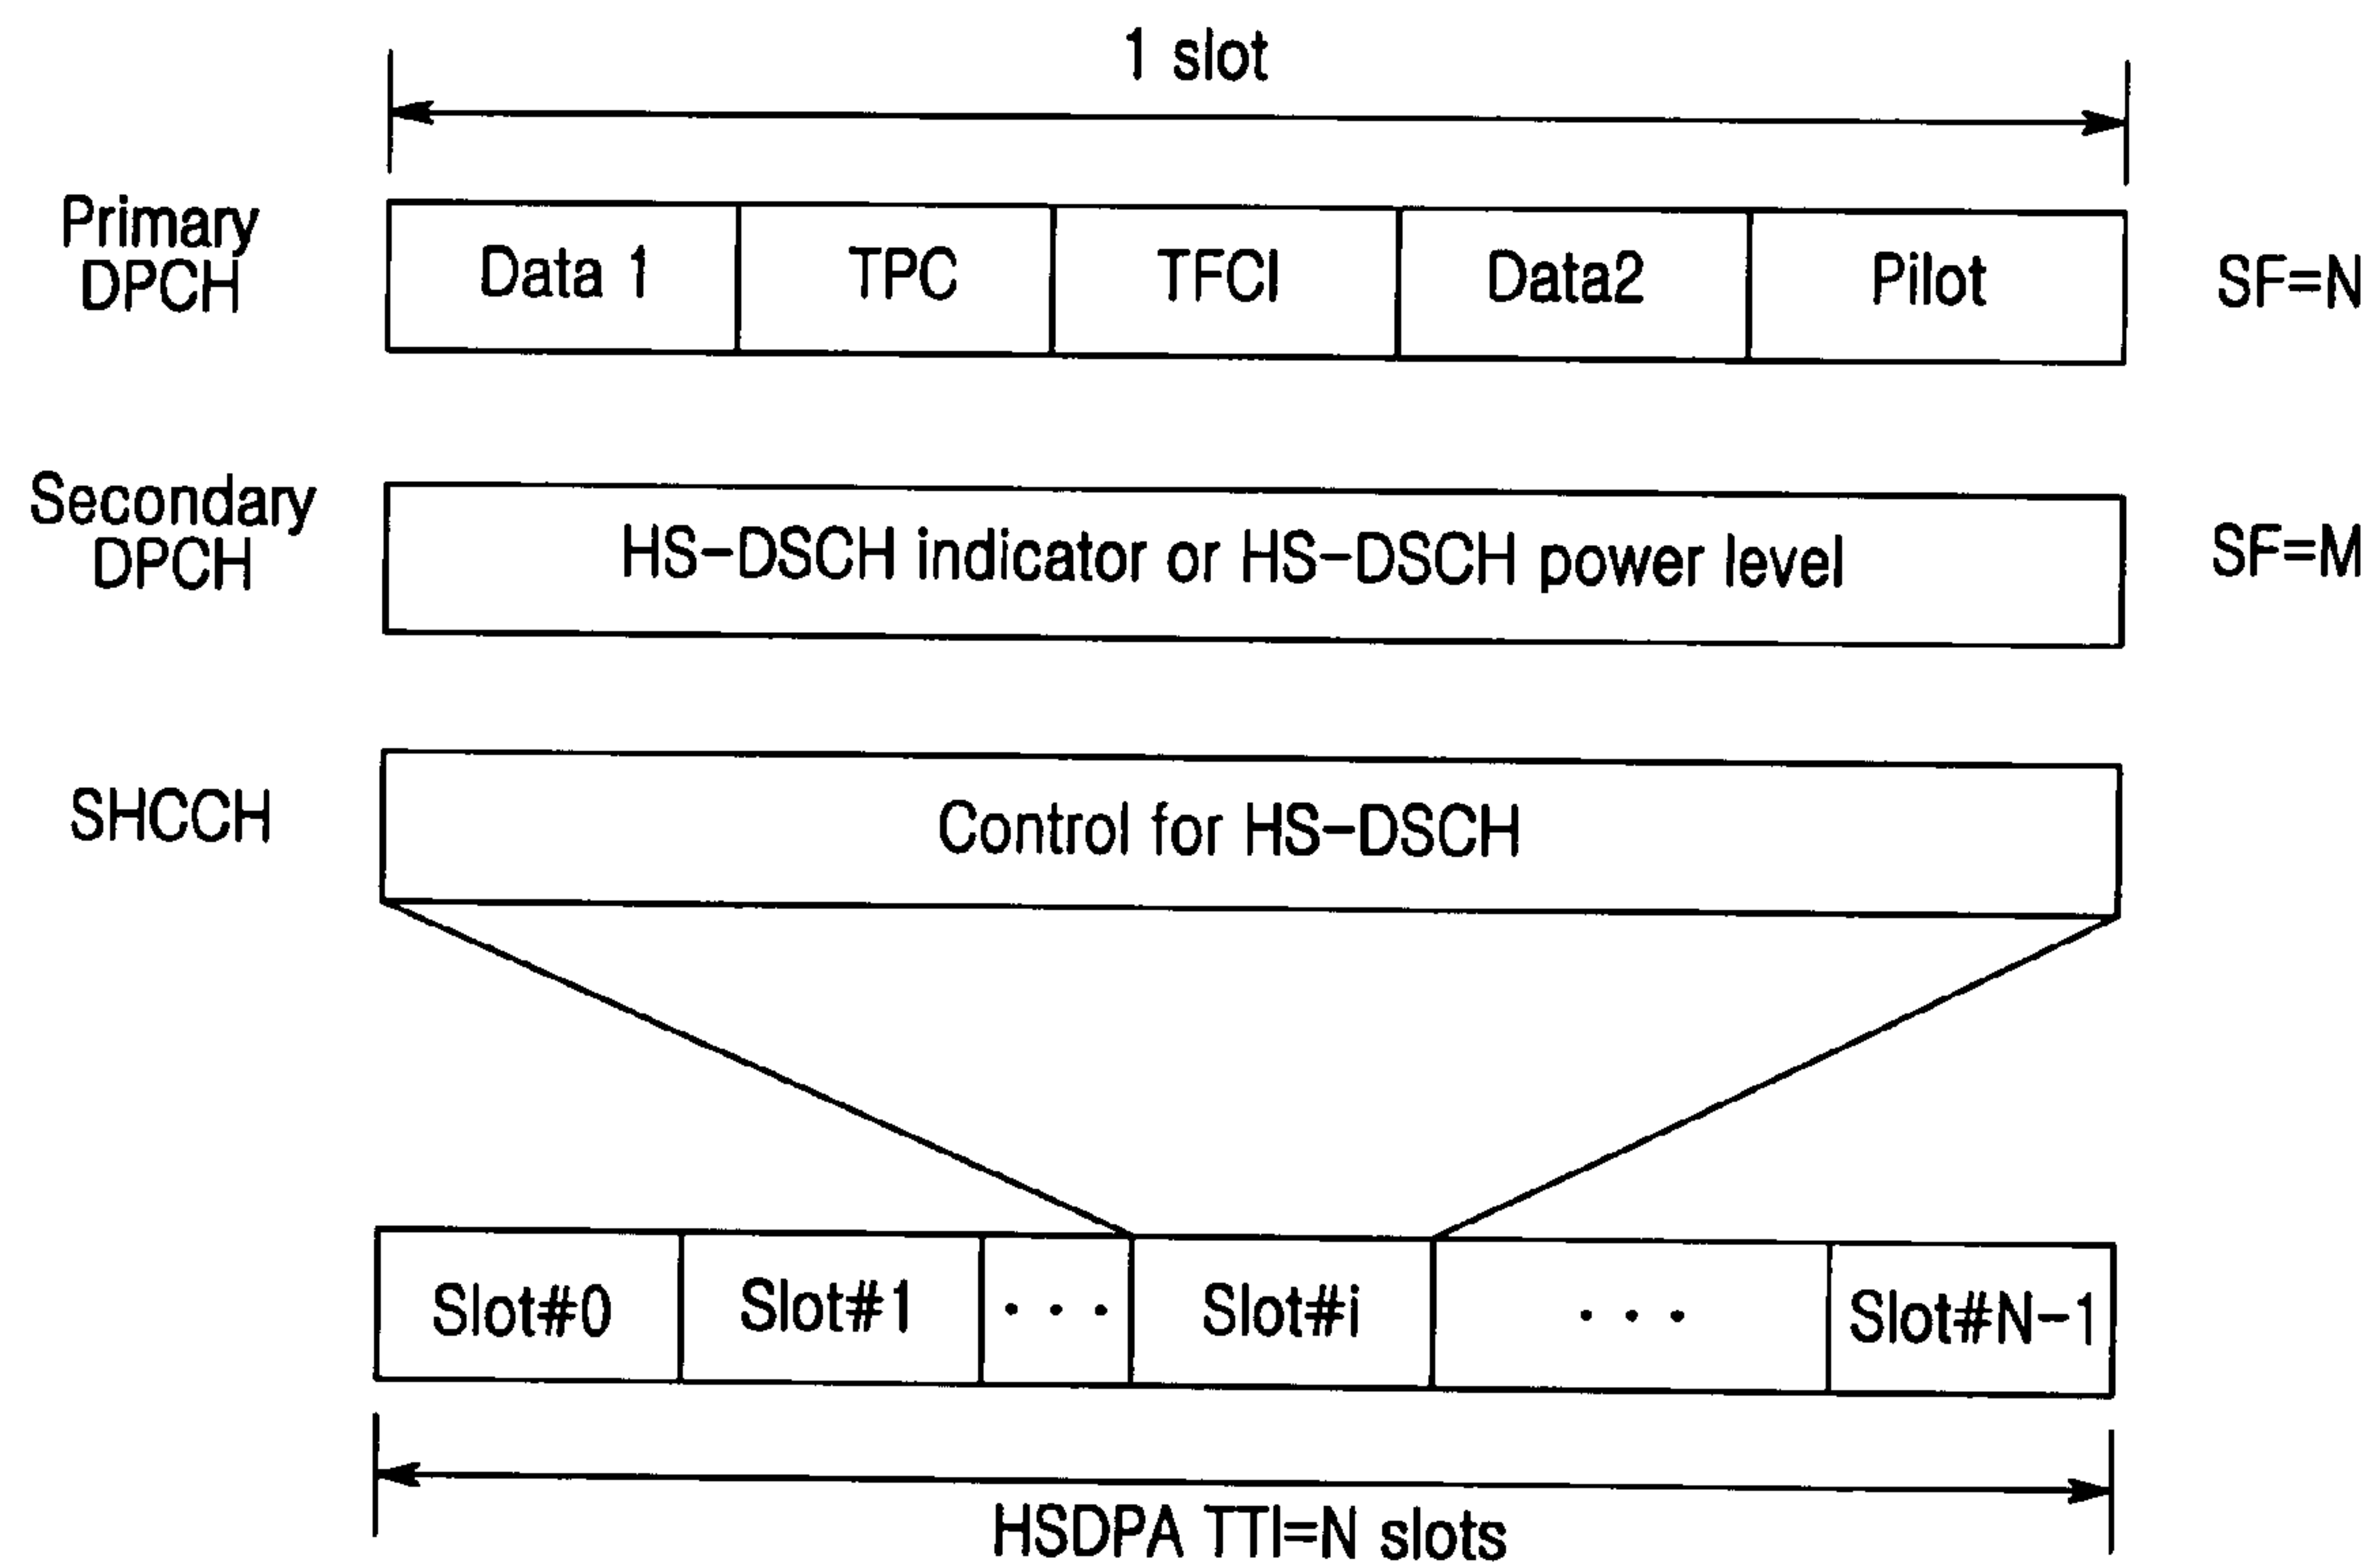 1 slot
Primary
DPCH
Data 1
TPC
TFCI
Data2
Pilot
SF=N
Secondary
DPCH
HS-DSCH indicator or HS-DSCH power level
SF=M
SHCCH
Control for HS-DSCH
Slot#0
Slot#1
...
Slot#i
...
Slot#N-1
HSDPA TTI=N slots